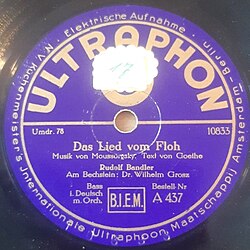 Elektrische Aufnahme
ULTRAPHON
Umdr. 78
10833
Das Lied vom Floh
Musik von Moussorgsky, Text von Goethe
Rudolf Bandler
Am Bechstein: Dr. Wilhelm Grosz
Bass
i. Deutsch
m. Orch.
B.I.E.M.
Bestell-Nr
A 437
N.V. Küchenmeister's Internationale Ultraphoon Maatschappij Amsterdam-Berlin